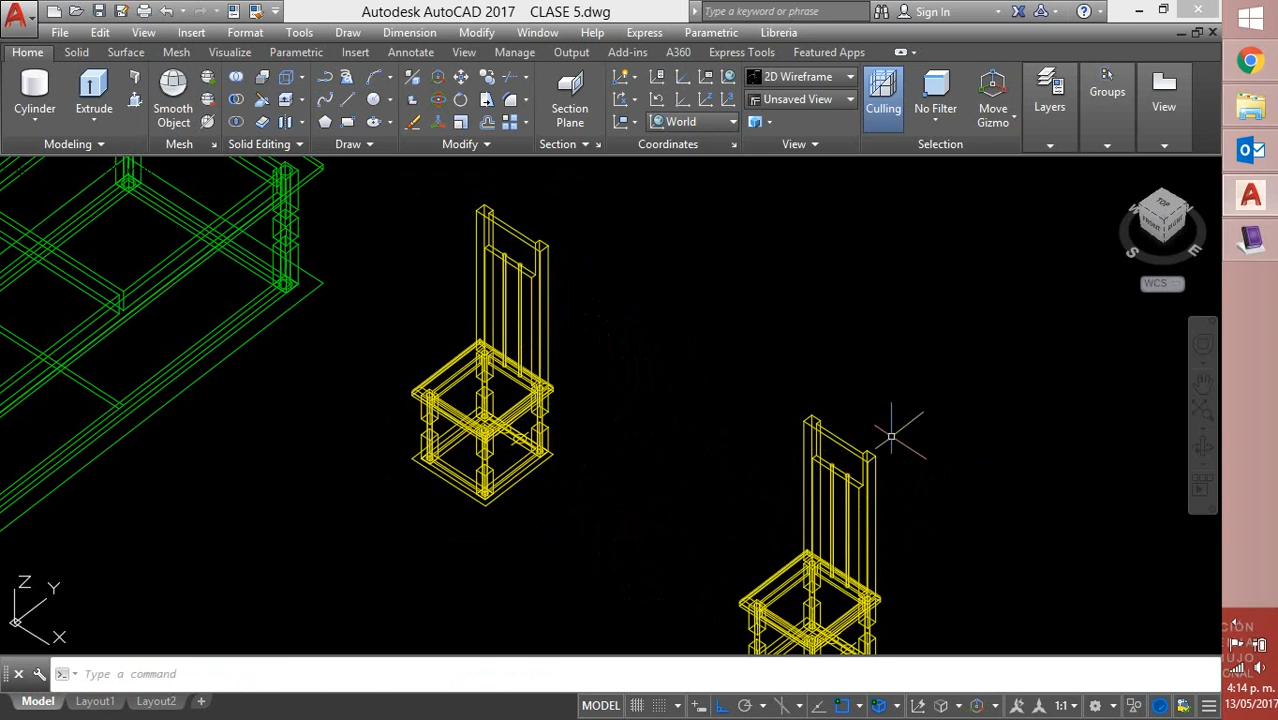 Autodesk AutoCAD 2017 CLASE 5.dwg
Type a keyword or phrase
Sign In
File Edit View Insert Format Tools Draw Dimension Modify Window Help Express Parametric Libreria
Home Solid Surface Mesh Visualize Parametric Insert Annotate View Manage Output Add-ins A360 Express Tools Featured Apps
Cylinder
Extrude
Smooth
Object
Section
Plane
2D Wireframe
Unsaved View
World
Culling
No Filter
Move
Gizmo
Layers
Groups
View
Modeling Mesh Solid Editing Draw Modify Section Coordinates View Selection
TOP
S
E
WCS
Z
Y
X
Type a command
Model Layout1 Layout2 +
MODEL
1:1
4:14 p. m.
13/05/2017